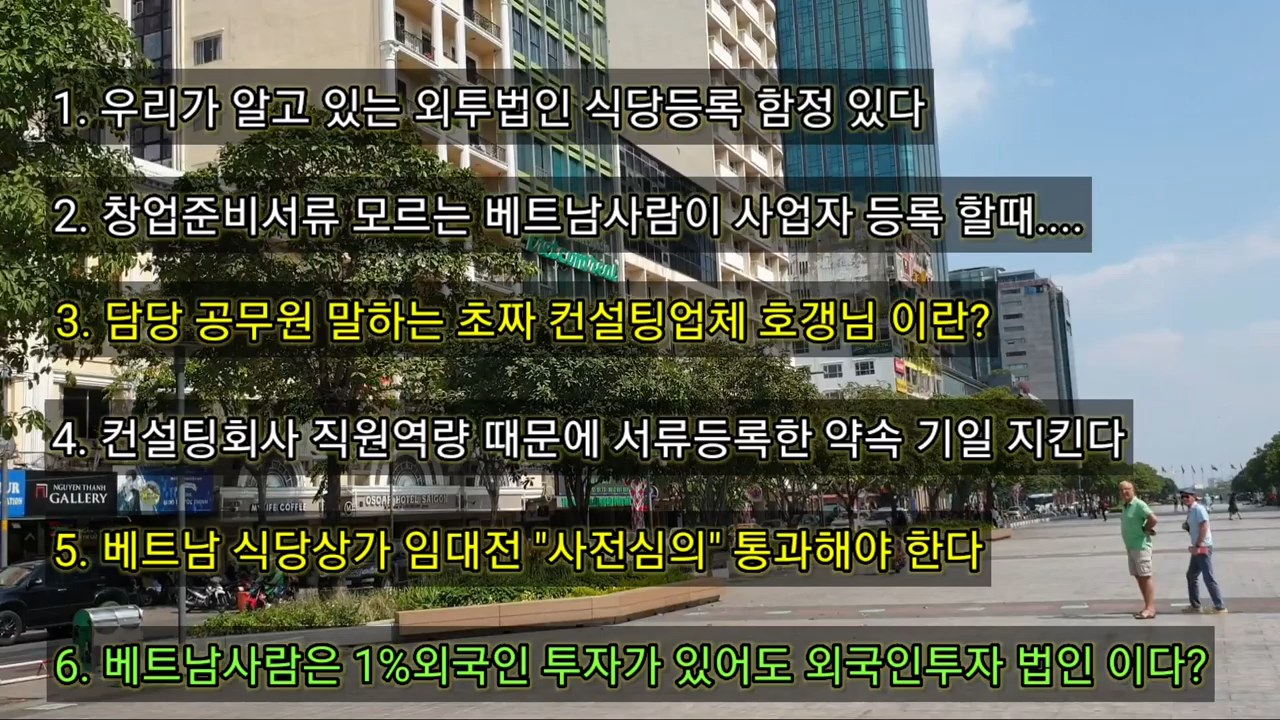 1. 우리가 알고 있는 외투법인 식당등록 함정 있다
2. 창업준비서류 모르는 베트남사람이 사업자 등록 할때....
3. 담당 공무원 말하는 초짜 컨설팅업체 호갱님 이란?
4. 컨설팅회사 직원역량 때문에 서류등록한 약속 기일 지킨다
NGUYEN THANH
GALLERY
OSCAR HOTEL SAIGON
COFFEE
5. 베트남 식당상가 임대전 "사전심의" 통과해야 한다
6. 베트남사람은 1%외국인 투자가 있어도 외국인투자 법인 이다?